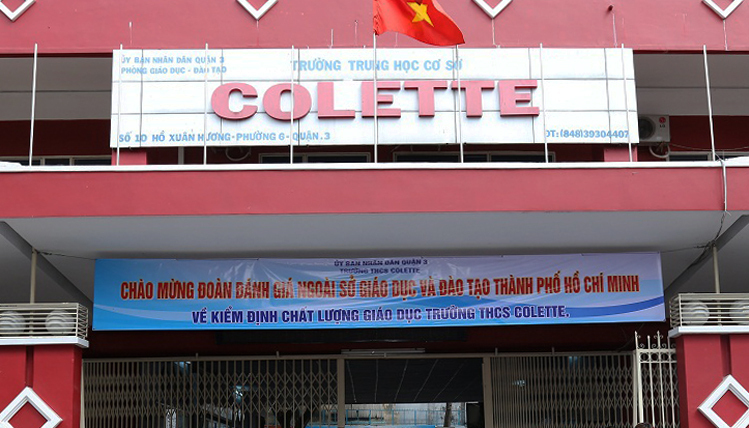 ỦY BAN NHÂN DÂN QUẬN 3
PHÒNG GIÁO DỤC - ĐÀO TẠO
TRƯỜNG TRUNG HỌC CƠ SỞ
COLETTE
SỐ 10 HỒ XUÂN HƯƠNG-PHƯỜNG 6-QUẬN.3
ĐT: (848)39304407
ỦY BAN NHÂN DÂN QUẬN 3
TRƯỜNG THCS COLETTE
CHÀO MỪNG ĐOÀN ĐÁNH GIÁ NGOÀI SỞ GIÁO DỤC VÀ ĐÀO TẠO THÀNH PHỐ HỒ CHÍ MINH
VỀ KIỂM ĐỊNH CHẤT LƯỢNG GIÁO DỤC TRƯỜNG THCS COLETTE.